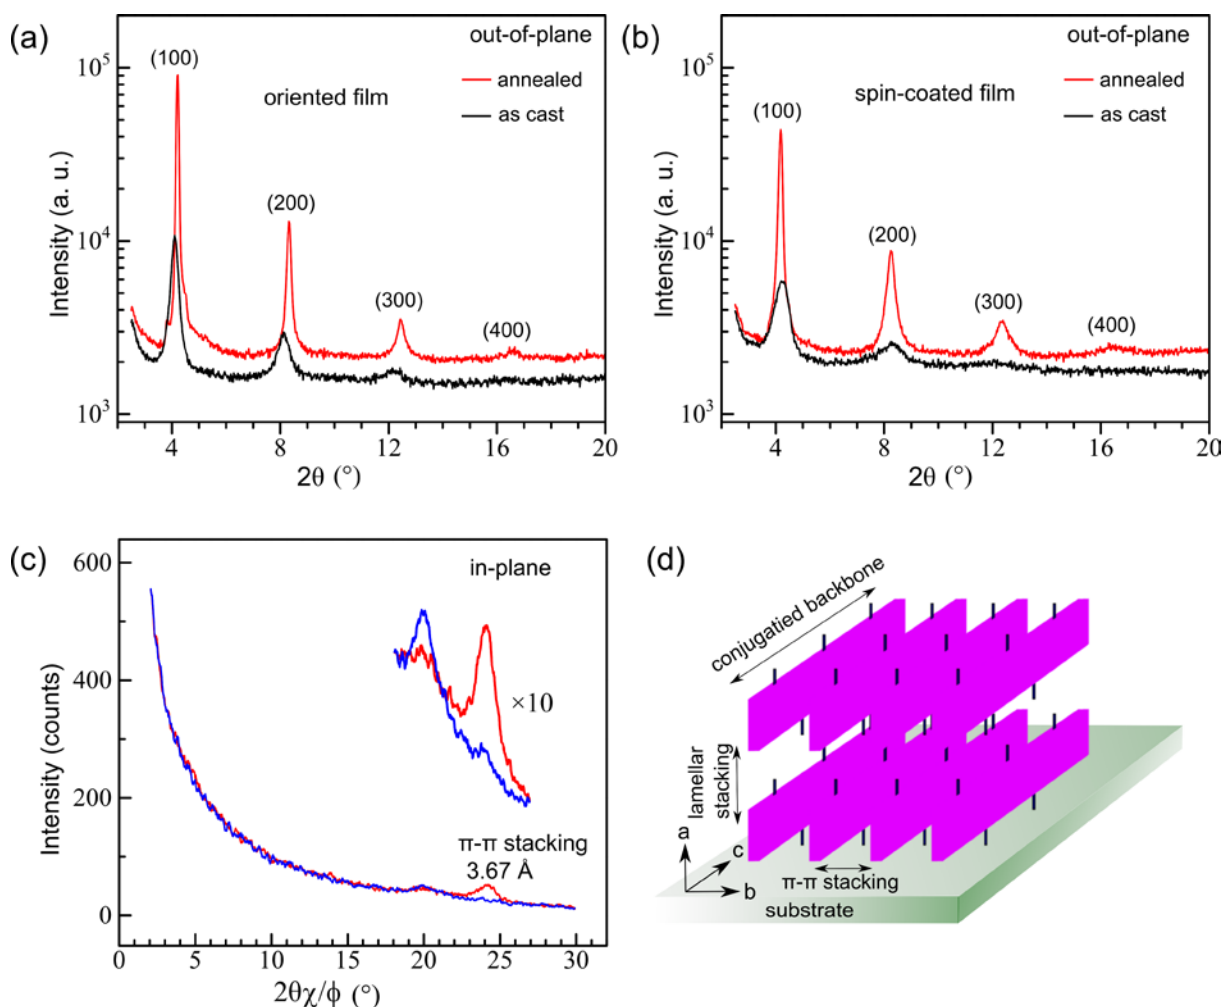 (a)
out-of-plane
(100)
annealed
oriented film
as cast
(200)
(300)
(400)
Intensity (a. u.)
10^5
10^4
10^3
4 8 12 16 20
2θ (°)
(b)
out-of-plane
annealed
spin-coated film
(100)
as cast
(200)
(300)
(400)
Intensity (a. u.)
10^5
10^4
10^3
4 8 12 16 20
2θ (°)
(c)
in-plane
×10
π-π stacking
3.67 Å
Intensity (counts)
600
400
200
0
0 5 10 15 20 25 30
2θχ/ϕ (°)
(d)
conjugatied backbone
lamellar
stacking
a
c
b
π-π stacking
substrate